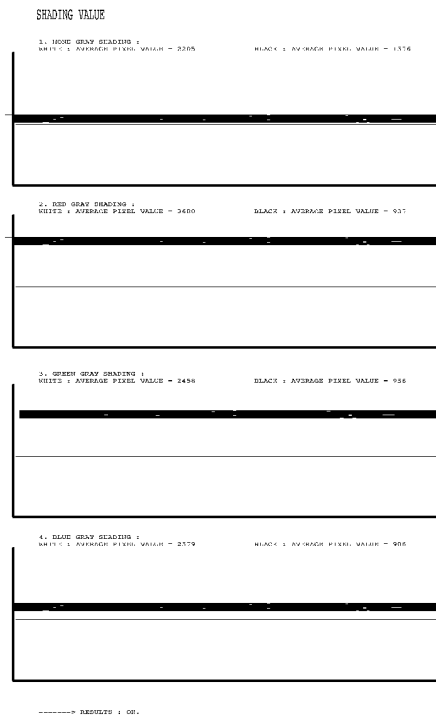 SHADING VALUE
1. NONE GRAY SHADING :
WHITE : AVERAGE PIXEL VALUE = 2205 BLACK : AVERAGE PIXEL VALUE = 1376
2. RED GRAY SHADING :
WHITE : AVERAGE PIXEL VALUE = 3680 BLACK : AVERAGE PIXEL VALUE = 937
3. GREEN GRAY SHADING :
WHITE : AVERAGE PIXEL VALUE = 2458 BLACK : AVERAGE PIXEL VALUE = 936
4. BLUE GRAY SHADING :
WHITE : AVERAGE PIXEL VALUE = 2379 BLACK : AVERAGE PIXEL VALUE = 906
-------> RESULTS : OK.